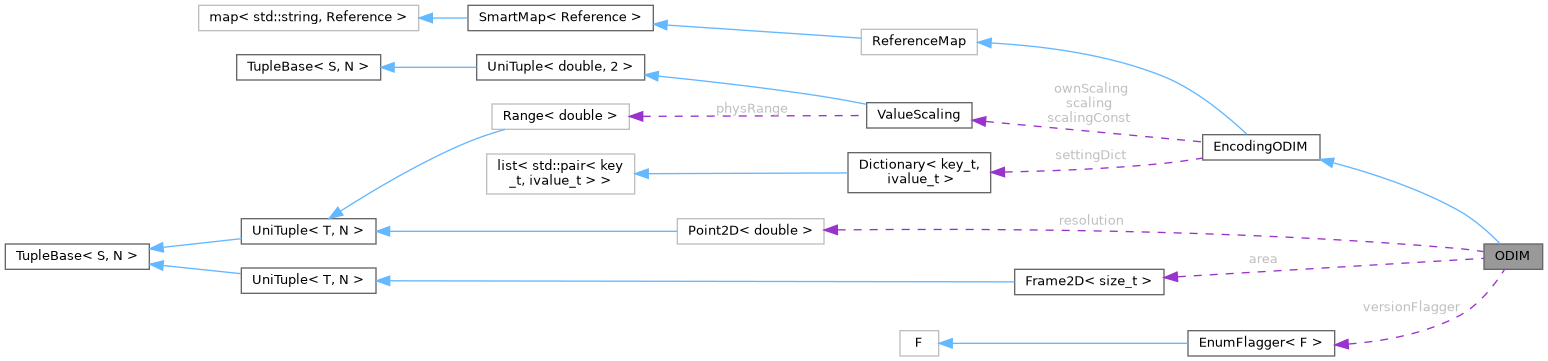 map< std::string, Reference >
SmartMap< Reference >
ReferenceMap
TupleBase< S, N >
UniTuple< double, 2 >
ownScaling
scaling
scalingConst
Range< double >
physRange
ValueScaling
EncodingODIM
list< std::pair< key
_t, ivalue_t > >
Dictionary< key_t,
ivalue_t >
settingDict
UniTuple< T, N >
Point2D< double >
resolution
TupleBase< S, N >
ODIM
UniTuple< T, N >
Frame2D< size_t >
area
versionFlagger
F
EnumFlagger< F >